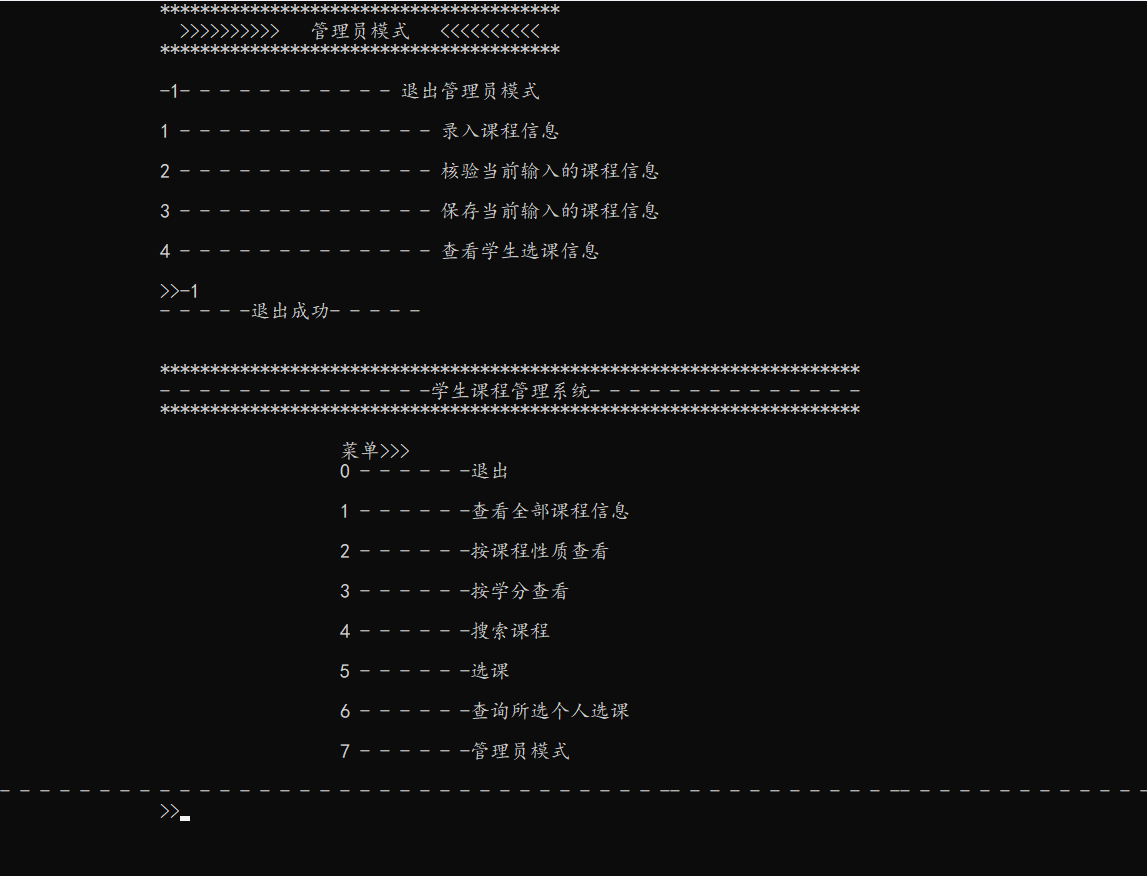 ****************************************
>>>>>>>>>> 管理员模式 <<<<<<<<<<
****************************************
-1- - - - - - - - - - - 退出管理员模式
1 - - - - - - - - - - - - - 录入课程信息
2 - - - - - - - - - - - - - 核验当前输入的课程信息
3 - - - - - - - - - - - - - 保存当前输入的课程信息
4 - - - - - - - - - - - - - 查看学生选课信息
>>-1
- - - - -退出成功- - - - -
**********************************************************************
- - - - - - - - - - - - - -学生课程管理系统- - - - - - - - - - - - - -
**********************************************************************
菜单>>>
0 - - - - - -退出
1 - - - - - -查看全部课程信息
2 - - - - - -按课程性质查看
3 - - - - - -按学分查看
4 - - - - - -搜索课程
5 - - - - - -选课
6 - - - - - -查询所选个人选课
7 - - - - - -管理员模式
- - - - - - - - - - - - - - - - - - - - - - - - - - - - - - - - - -- - - - - - - - - - - -- - - - - - - - - - - - -
>>